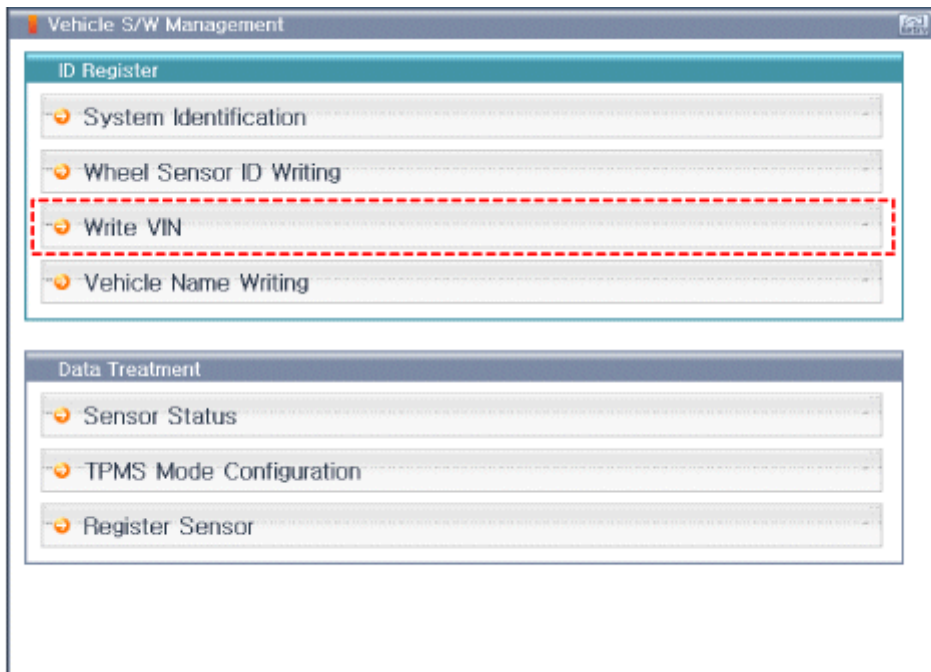 Vehicle S/W Management
ID Register
System Identification
Wheel Sensor ID Writing
Write VIN
Vehicle Name Writing
Data Treatment
Sensor Status
TPMS Mode Configuration
Register Sensor